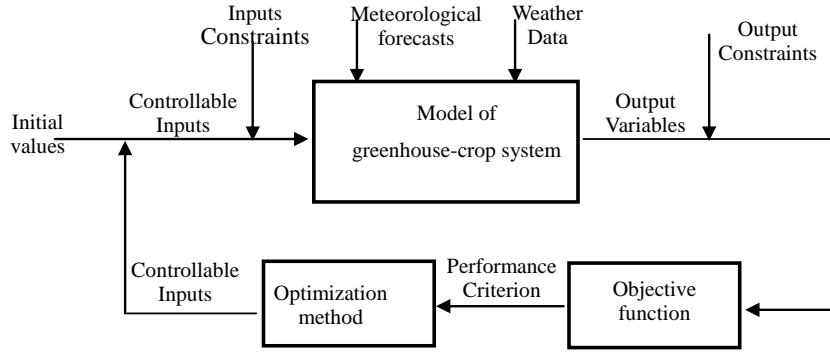 Inputs
Constraints
Meteorological
forecasts
Weather
Data
Output
Constraints
Initial
values
Controllable
Inputs
Model of
greenhouse-crop system
Output
Variables
Controllable
Inputs
Optimization
method
Performance
Criterion
Objective
function